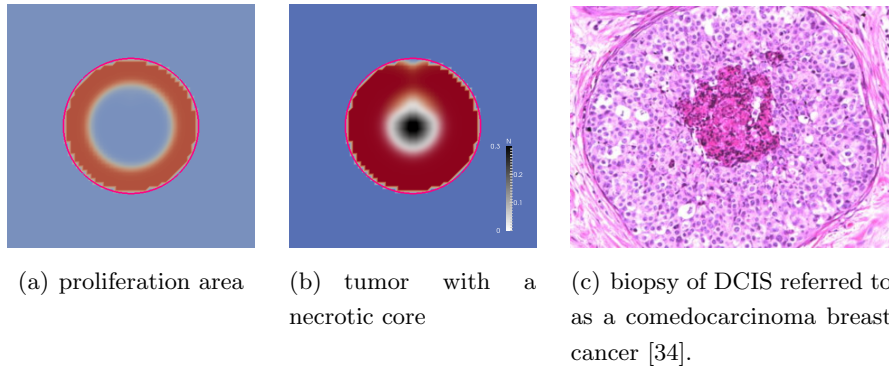 N
0.3
0.2
0.1
0
(a) proliferation area
(b) tumor with a
necrotic core
(c) biopsy of DCIS referred to
as a comedocarcinoma breast
cancer [34].